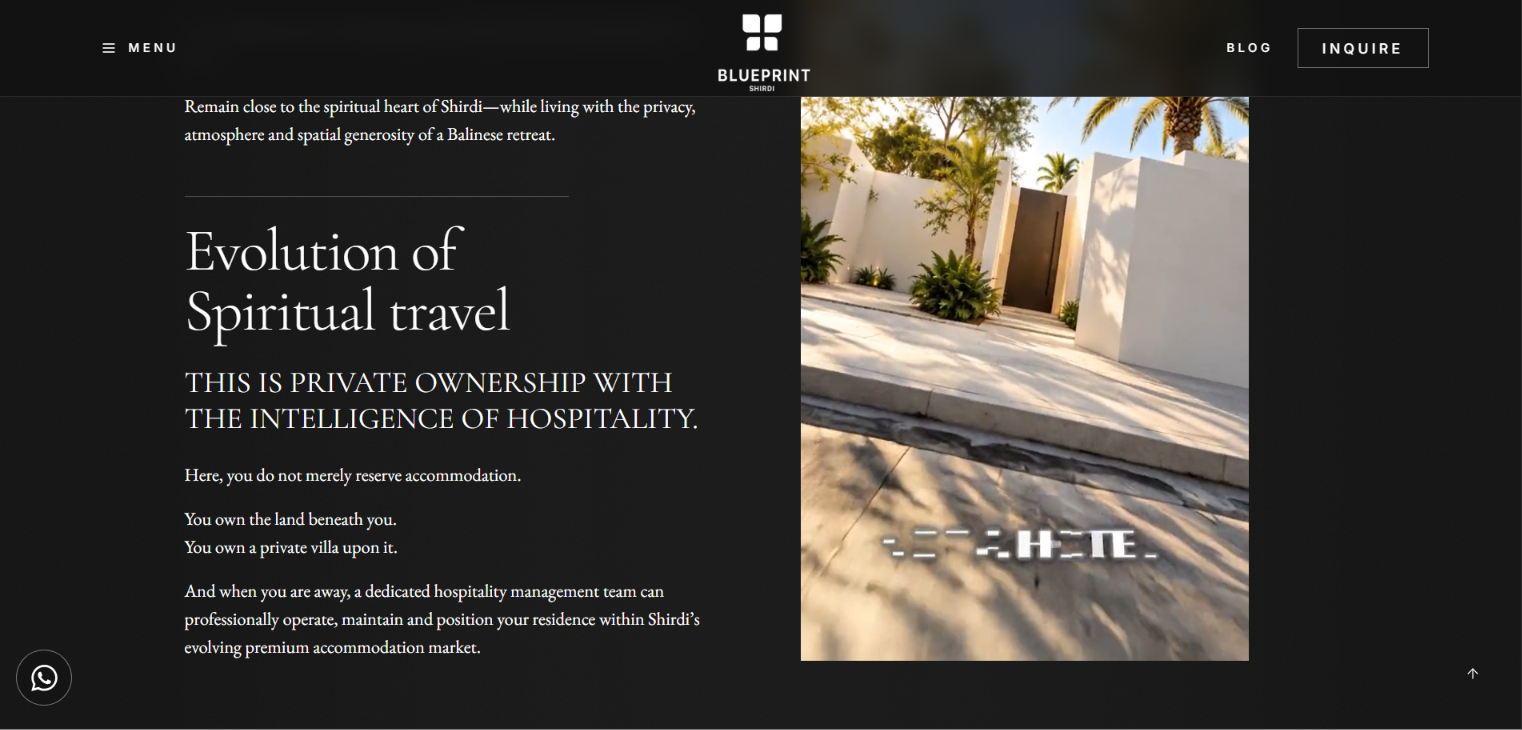 MENU
BLUEPRINT
SHIRDI
BLOG
INQUIRE
Remain close to the spiritual heart of Shirdi—while living with the privacy,
atmosphere and spatial generosity of a Balinese retreat.
Evolution of
Spiritual travel
THIS IS PRIVATE OWNERSHIP WITH
THE INTELLIGENCE OF HOSPITALITY.
Here, you do not merely reserve accommodation.
You own the land beneath you.
You own a private villa upon it.
And when you are away, a dedicated hospitality management team can
professionally operate, maintain and position your residence within Shirdi’s
evolving premium accommodation market.